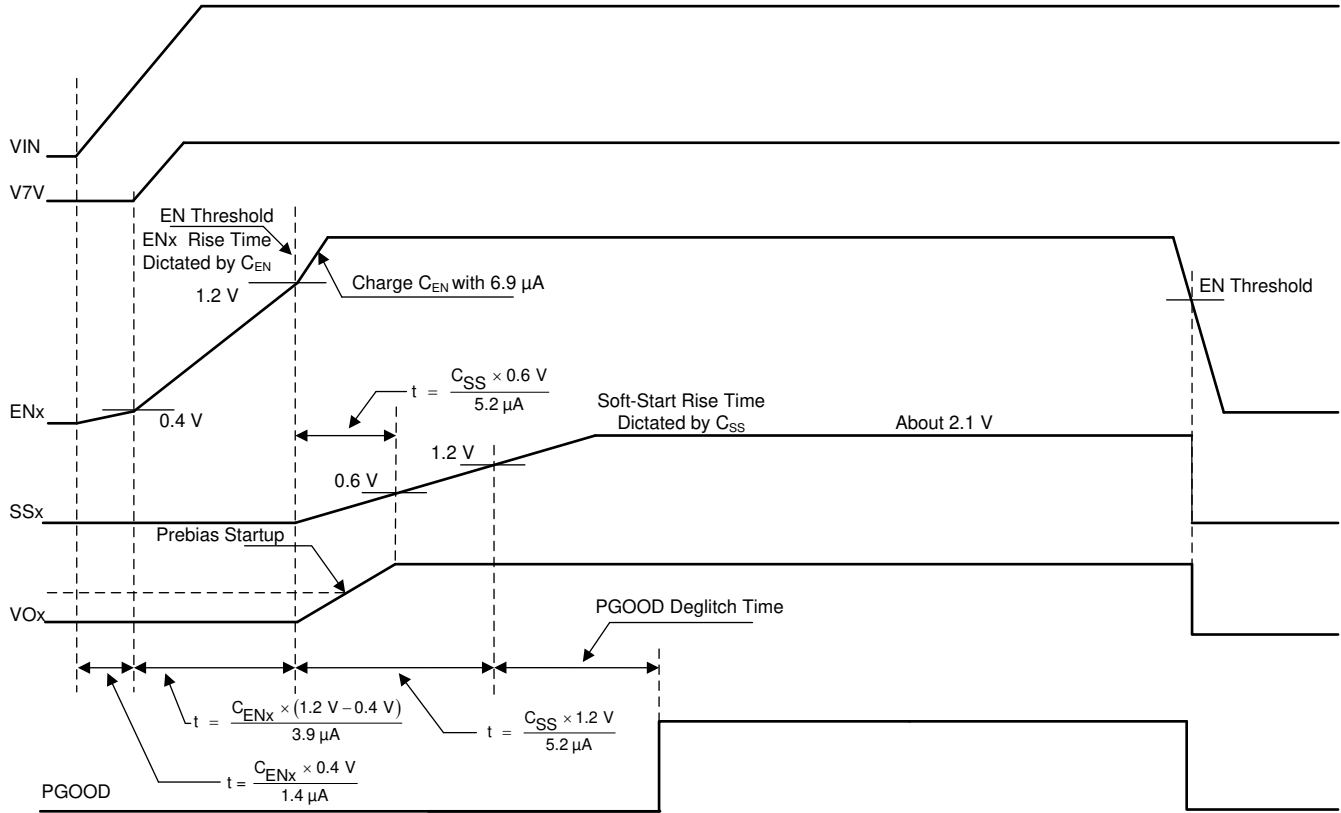 VIN
V7V
EN Threshold
ENx Rise Time
Dictated by C_EN
1.2 V
Charge C_EN with 6.9 µA
EN Threshold
ENx
0.4 V
t = C_SS × 0.6 V
5.2 µA
Soft-Start Rise Time
Dictated by C_SS
About 2.1 V
1.2 V
0.6 V
SSx
Prebias Startup
VOx
PGOOD Deglitch Time
t = C_ENx × (1.2 V – 0.4 V)
3.9 µA
t = C_SS × 1.2 V
5.2 µA
t = C_ENx × 0.4 V
1.4 µA
PGOOD